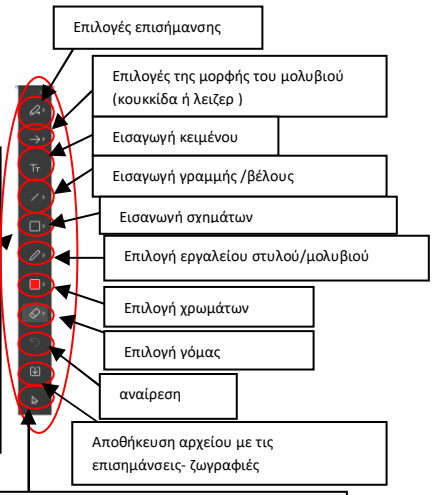 Επιλογές επισήμανσης
Επιλογές της μορφής του μολυβιού
(κουκκίδα ή λειζερ )
Tт
Εισαγωγή κειμένου
Εισαγωγή γραμμής /βέλους
Εισαγωγή σχημάτων
Επιλογή εργαλείου στυλού/μολυβιού
Επιλογή χρωμάτων
Επιλογή γόμας
αναίρεση
Αποθήκευση αρχείου με τις
επισημάνσεις- ζωγραφιές